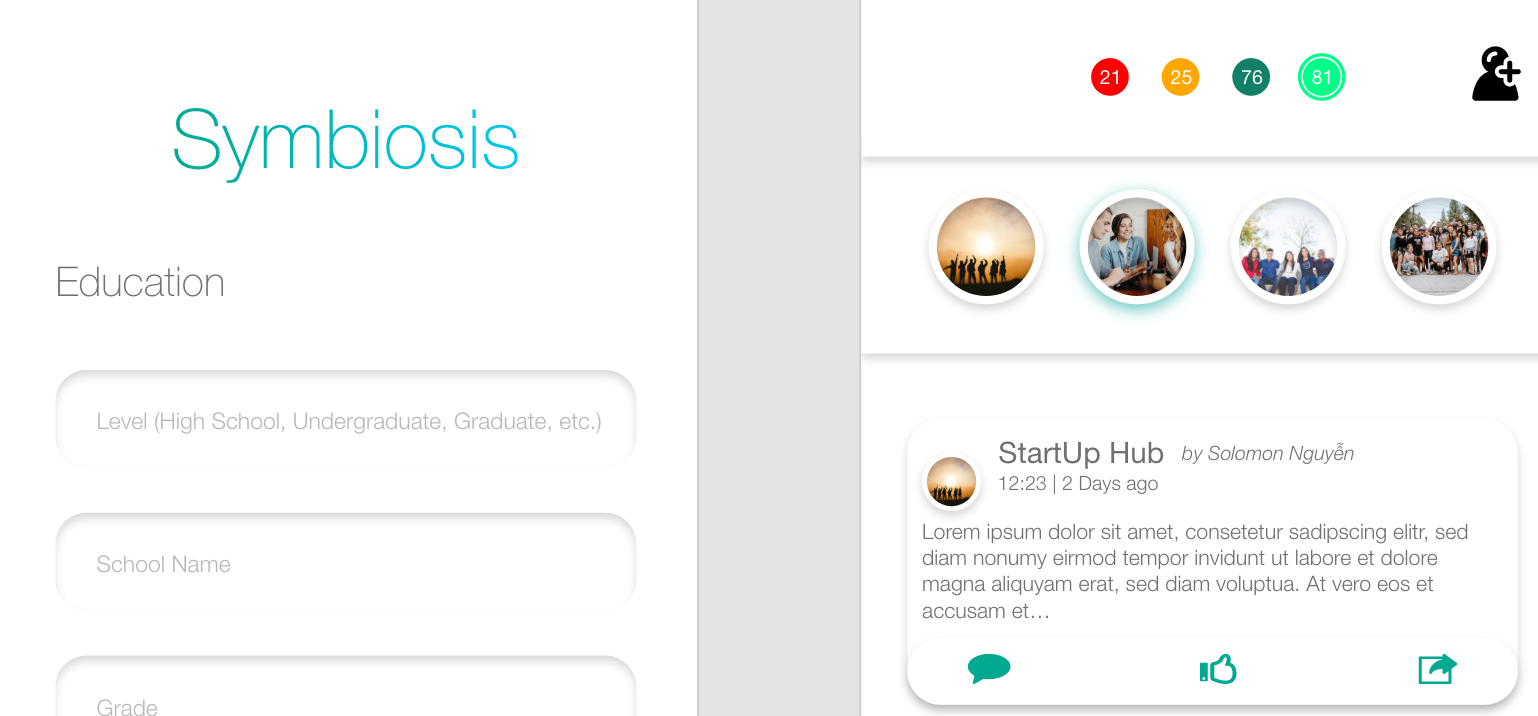 Symbiosis
Education
Level (High School, Undergraduate, Graduate, etc.)
School Name
Grade
21 25 76 81
StartUp Hub by Solomon Nguyễn
12:23 | 2 Days ago
Lorem ipsum dolor sit amet, consetetur sadipscing elitr, sed
diam nonumy eirmod tempor invidunt ut labore et dolore
magna aliquyam erat, sed diam voluptua. At vero eos et
accusam et…